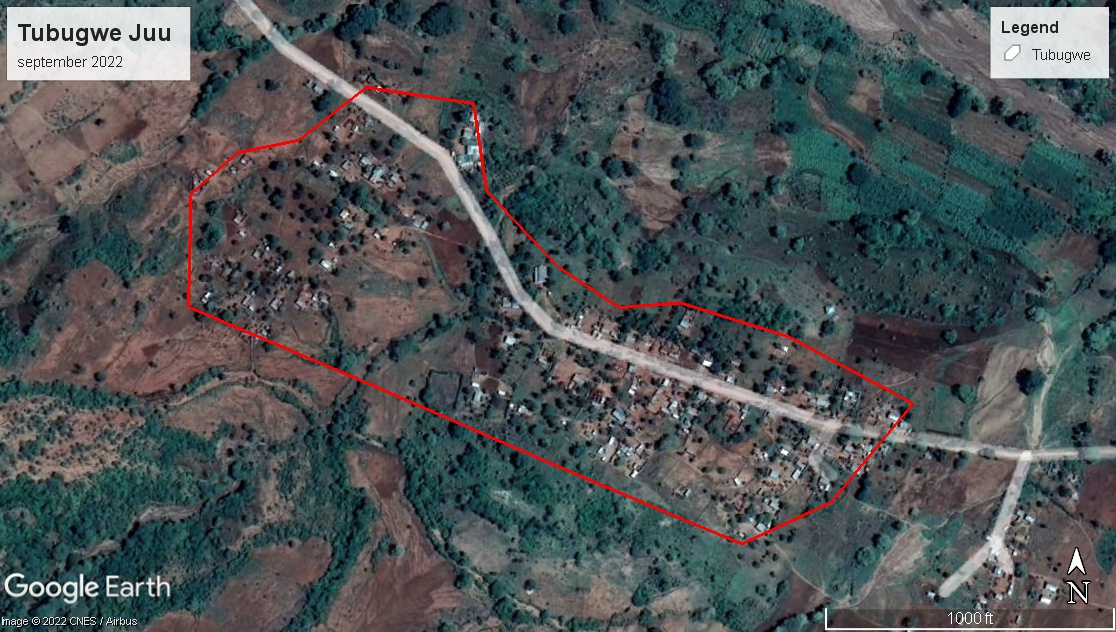 Tubugwe Juu
september 2022
Legend
Tubugwe
Google Earth
Image © 2022 CNES / Airbus
N
1000 ft